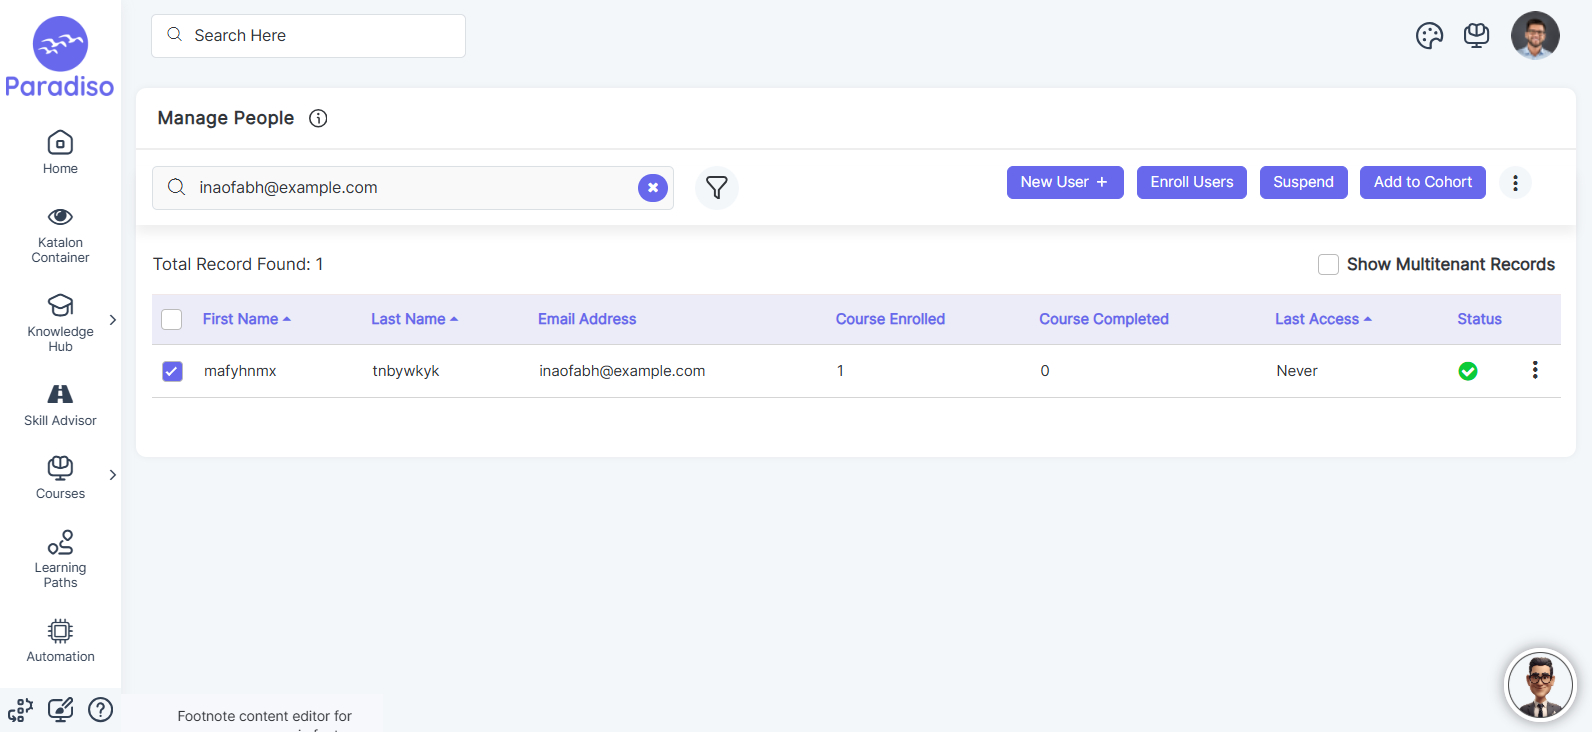 Paradiso
Search Here
Home
Katalon
Container
Knowledge
Hub
Skill Advisor
Courses
Learning
Paths
Automation
Manage People
inaofabh@example.com
New User +
Enroll Users
Suspend
Add to Cohort
Total Record Found: 1
Show Multitenant Records
First Name Last Name Email Address Course Enrolled Course Completed Last Access Status
mafyhnmx tnbywkyk inaofabh@example.com 1 0 Never
Footnote content editor for